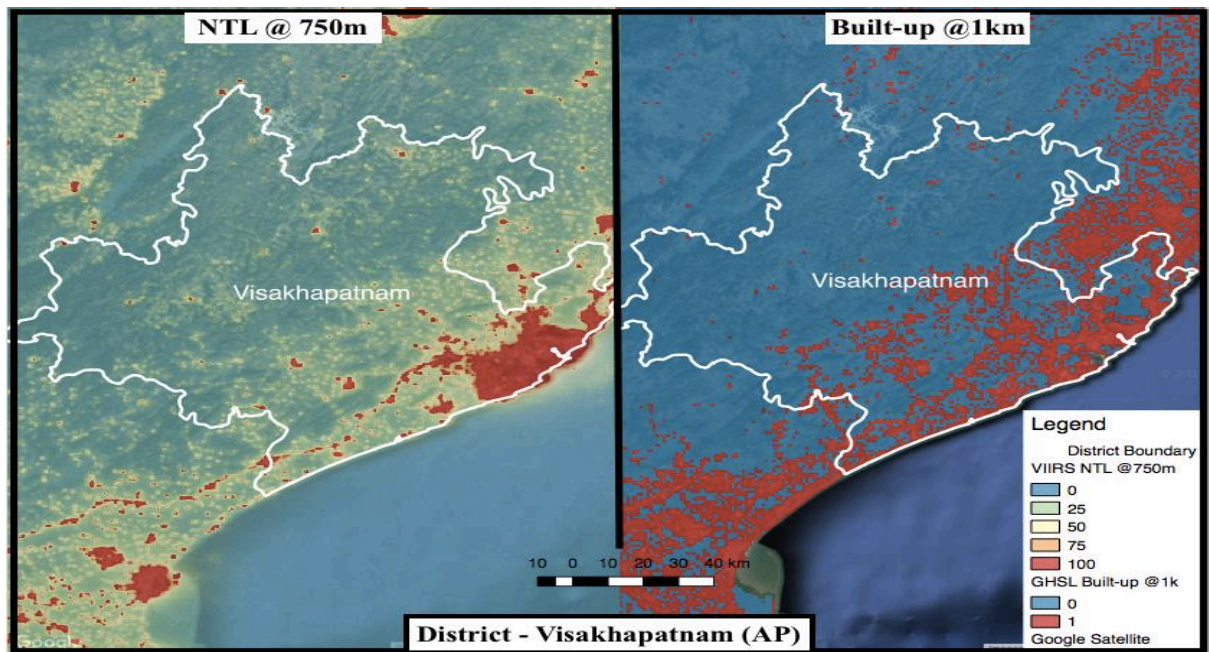 NTL @ 750m
Built-up @1km
Visakhapatnam
Visakhapatnam
10 0 10 20 30 40 km
Legend
District Boundary
VIIRS NTL @750m
0
25
50
75
100
GHSL Built-up @1k
0
1
Google Satellite
District - Visakhapatnam (AP)
Google